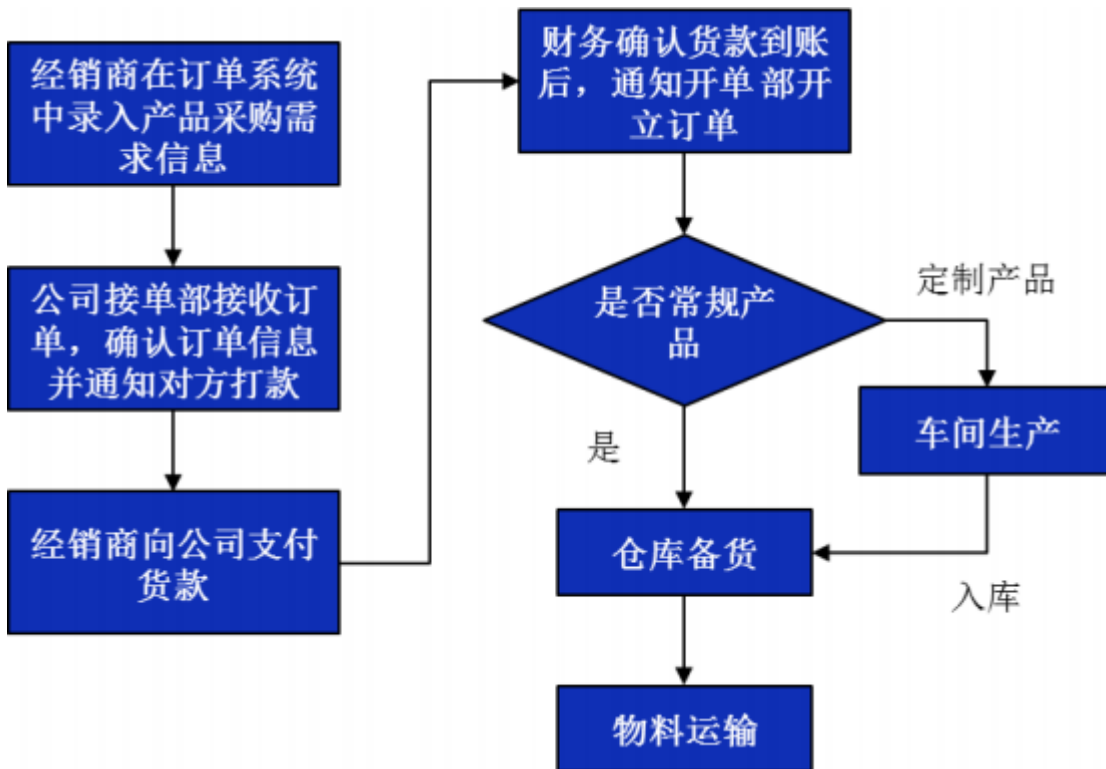 经销商在订单系统
中录入产品采购需
求信息
公司接单部接收订
单，确认订单信息
并通知对方打款
经销商向公司支付
货款
财务确认货款到账
后，通知开单部开
立订单
是否常规产
品
定制产品
车间生产
是
仓库备货
入库
物料运输